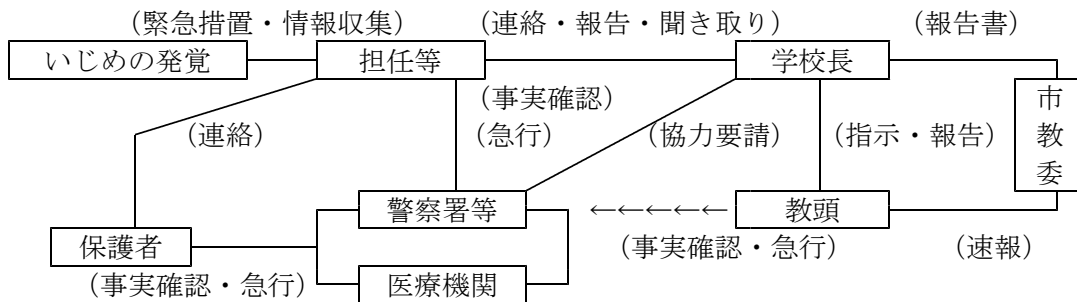 （緊急措置・情報収集） （連絡・報告・聞き取り） （報告書）
いじめの発覚 担任等 学校長
（事実確認）
市教委
（連絡） （急行） （協力要請） （指示・報告）
警察署等 ←←←←← 教頭
保護者 （事実確認・急行） （速報）
（事実確認・急行） 医療機関